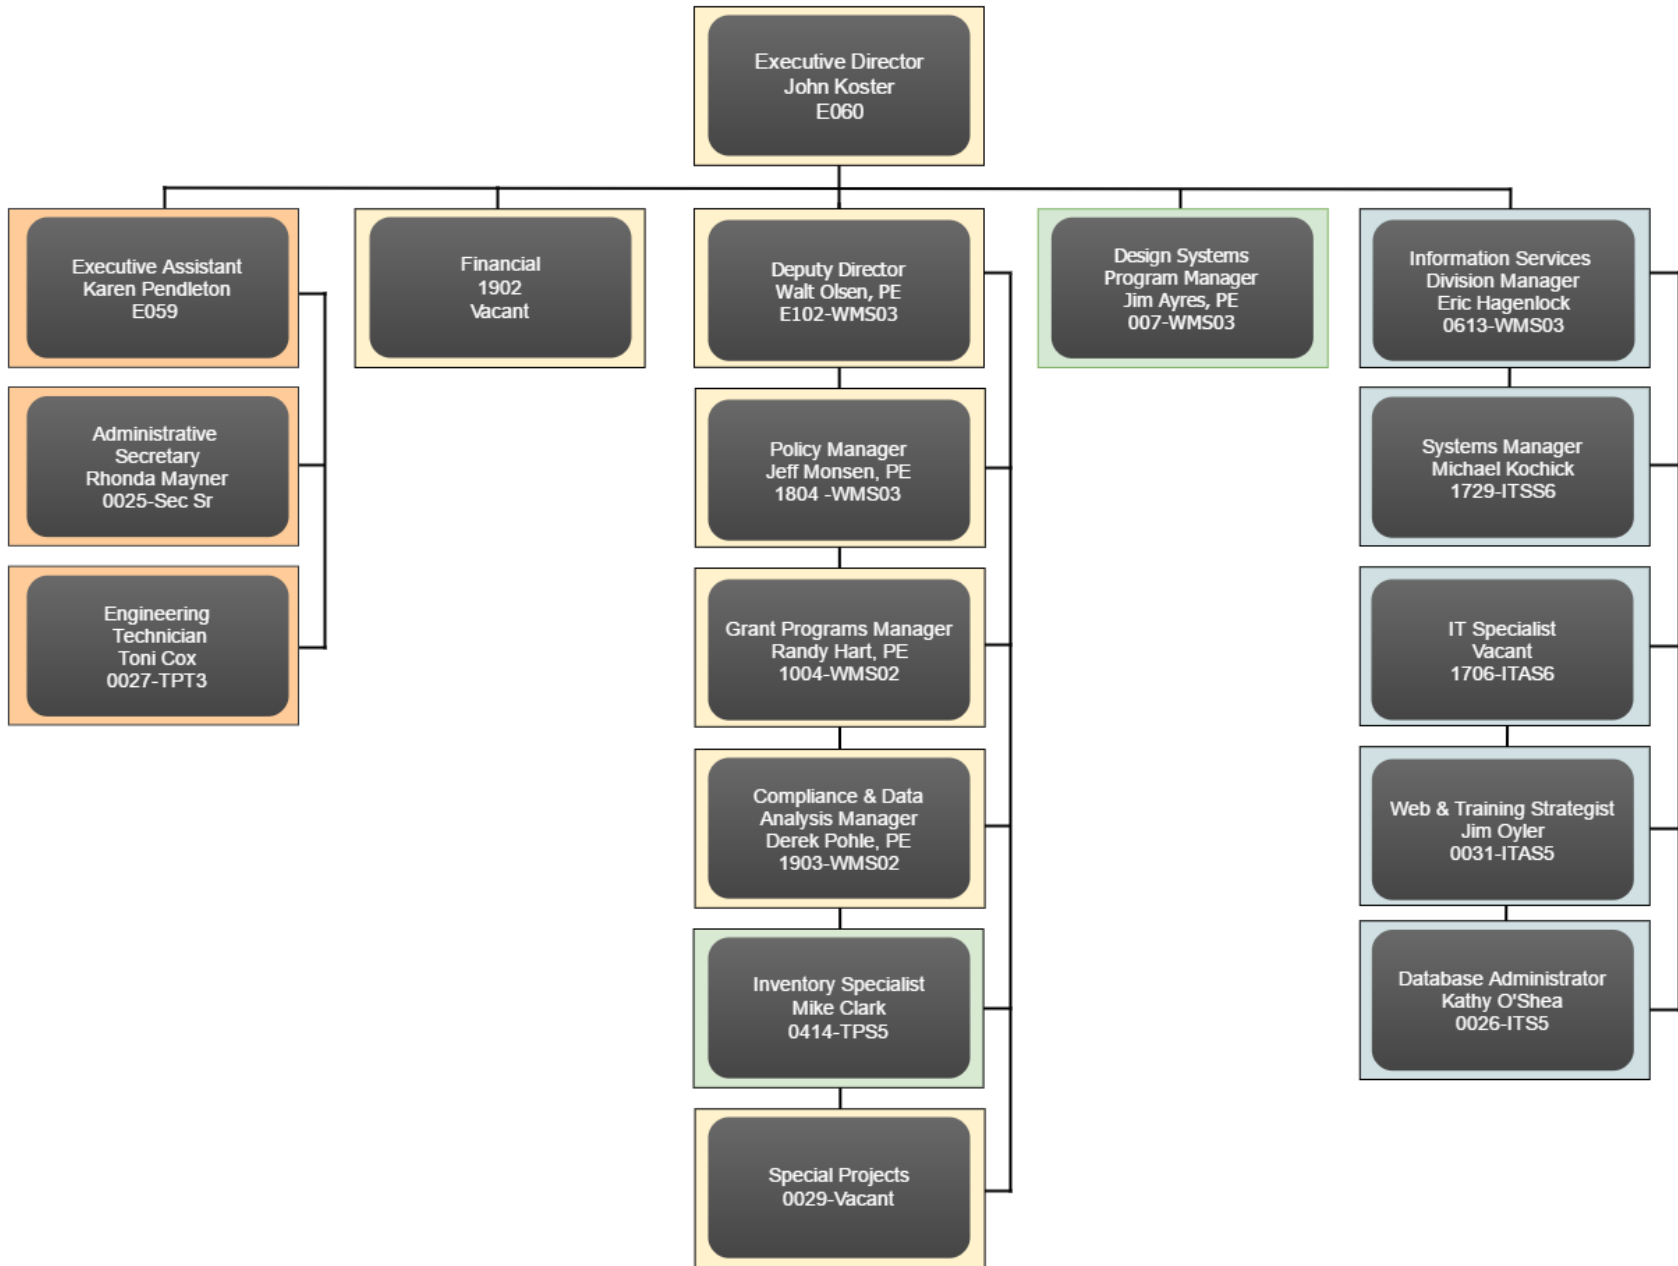 Executive Director
John Koster
E060
Executive Assistant
Karen Pendleton
E059
Financial
1902
Vacant
Deputy Director
Walt Olsen, PE
E102-WMS03
Design Systems
Program Manager
Jim Ayres, PE
007-WMS03
Information Services
Division Manager
Eric Hagenlock
0613-WMS03
Administrative
Secretary
Rhonda Mayner
0025-Sec Sr
Policy Manager
Jeff Monsen, PE
1804 -WMS03
Systems Manager
Michael Kochick
1729-ITSS6
Engineering
Technician
Toni Cox
0027-TPT3
Grant Programs Manager
Randy Hart, PE
1004-WMS02
IT Specialist
Vacant
1706-ITAS6
Compliance & Data
Analysis Manager
Derek Pohle, PE
1903-WMS02
Web & Training Strategist
Jim Oyler
0031-ITAS5
Inventory Specialist
Mike Clark
0414-TPS5
Database Administrator
Kathy O'Shea
0026-ITS5
Special Projects
0029-Vacant